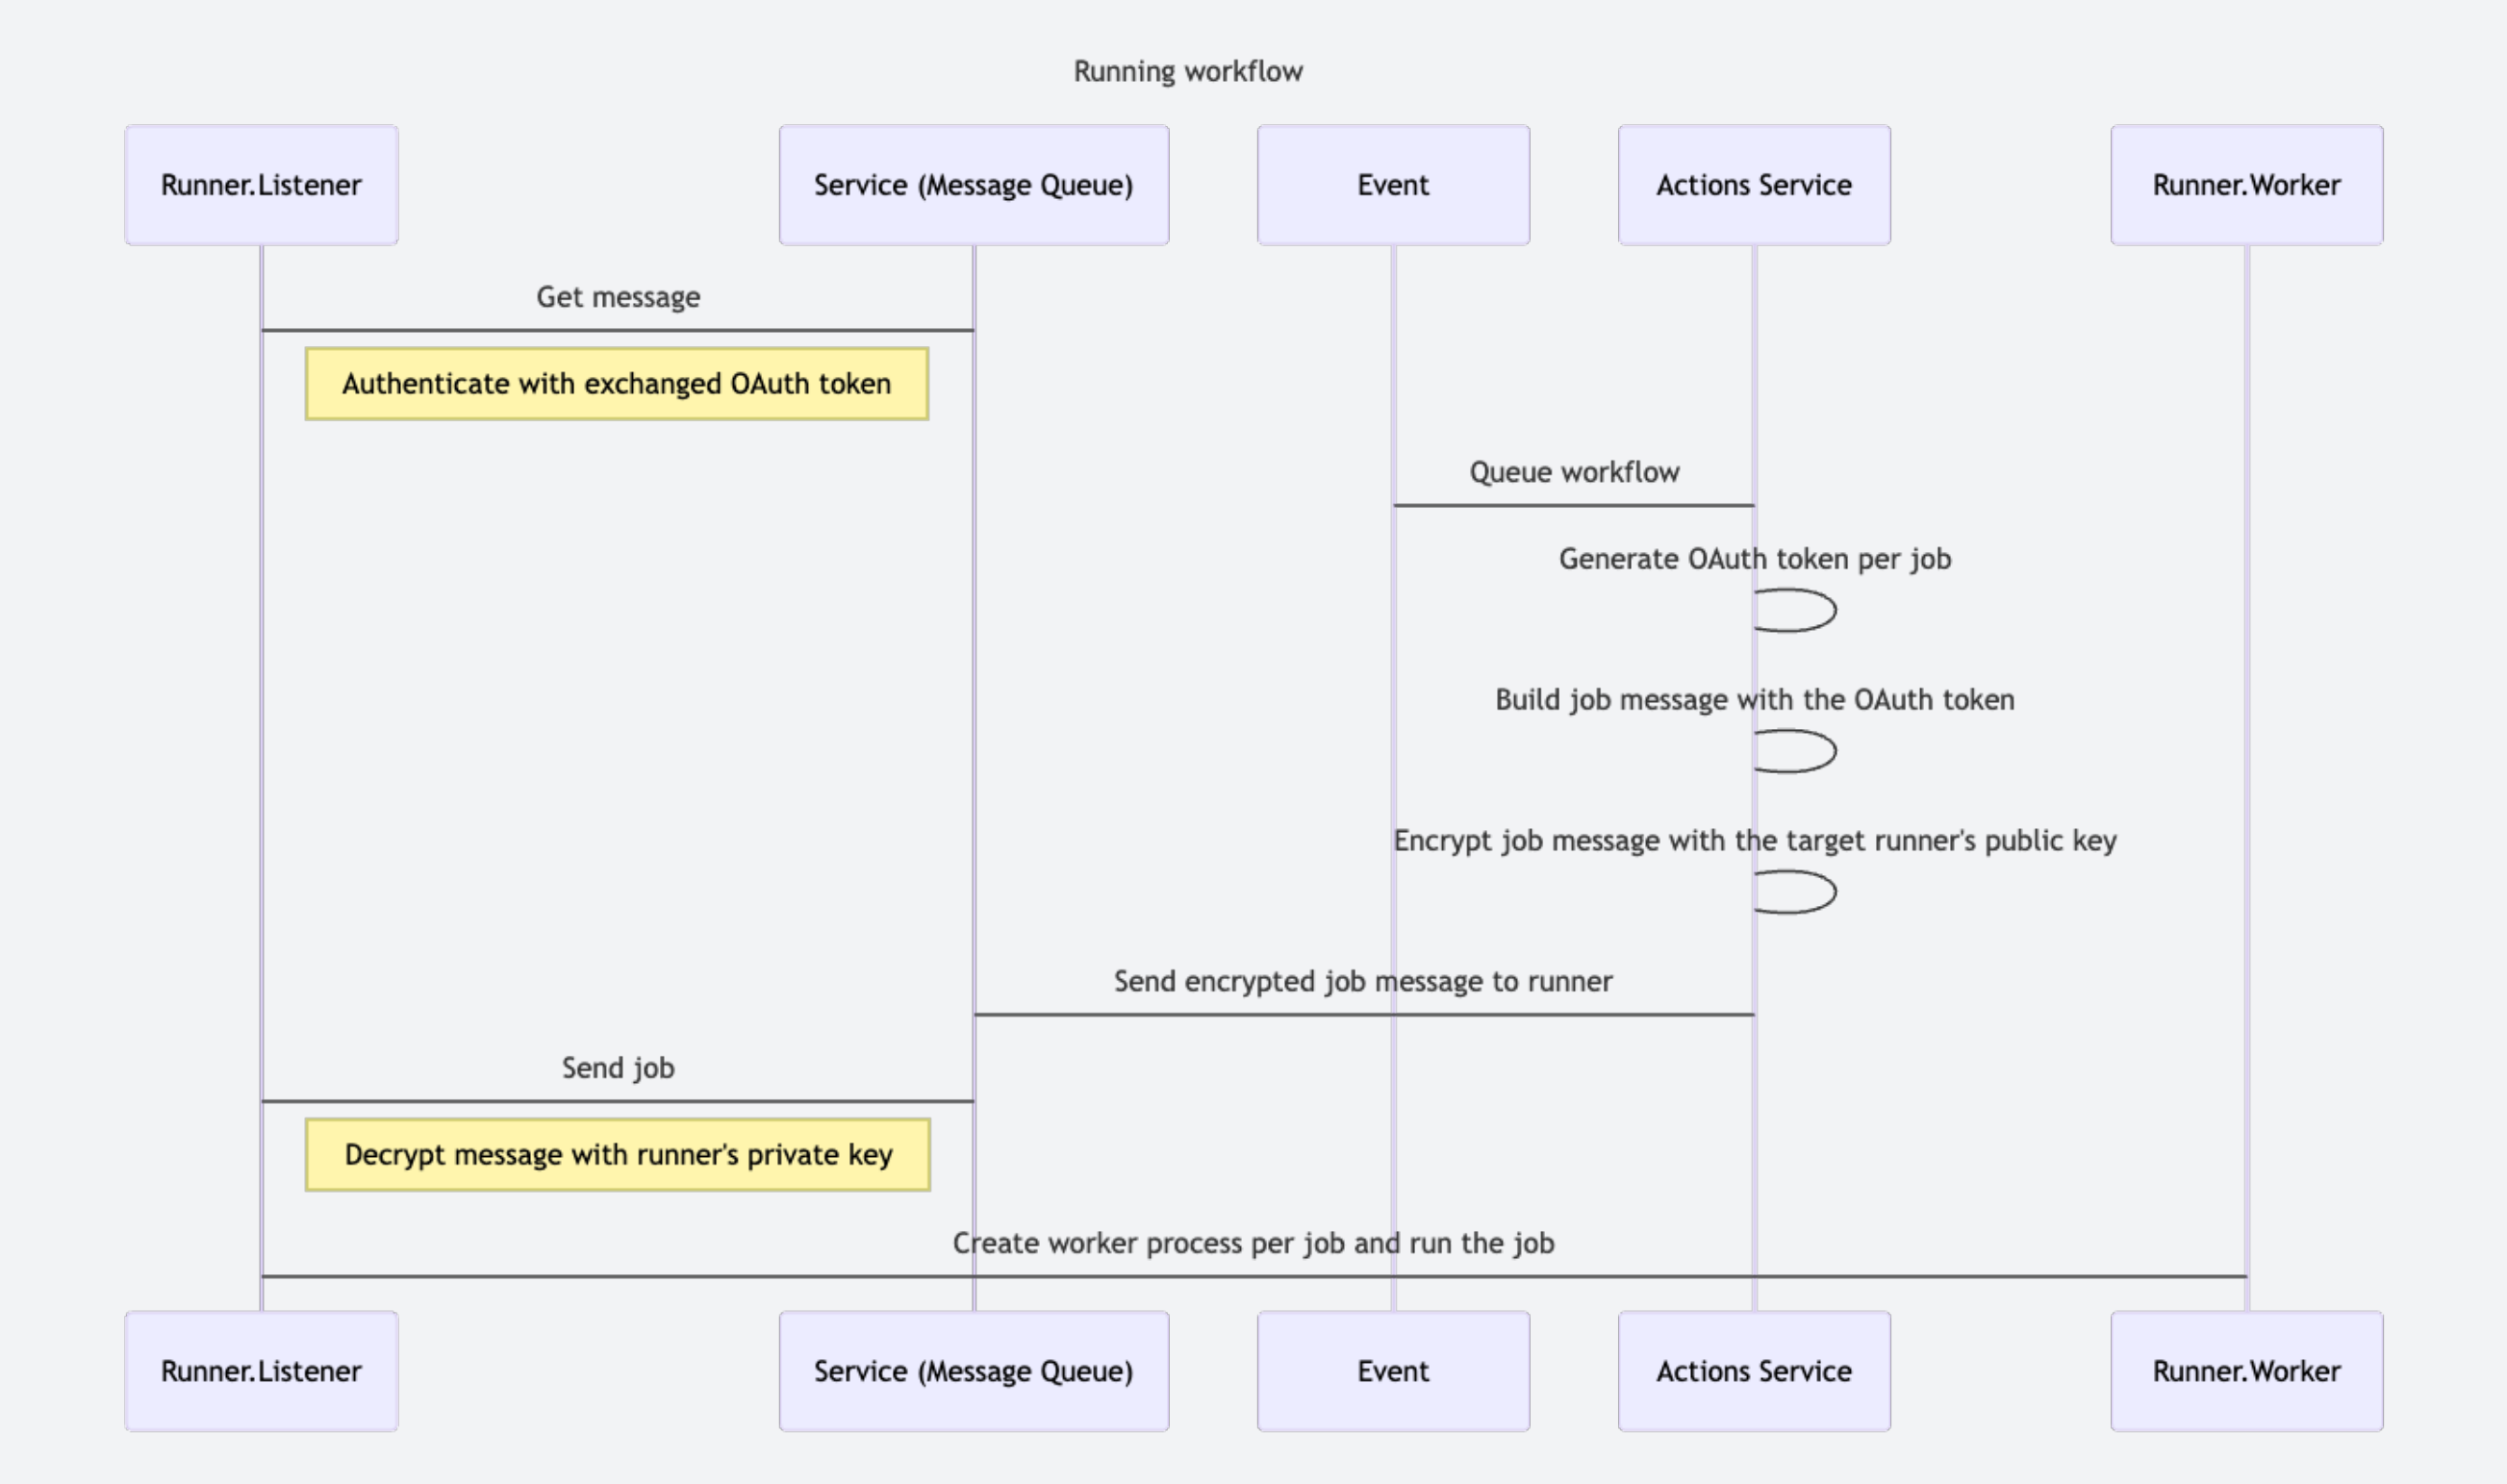 Running workflow
Runner.Listener
Service (Message Queue)
Event
Actions Service
Runner.Worker
Get message
Authenticate with exchanged OAuth token
Queue workflow
Generate OAuth token per job
Build job message with the OAuth token
Encrypt job message with the target runner's public key
Send encrypted job message to runner
Send job
Decrypt message with runner's private key
Create worker process per job and run the job
Runner.Listener
Service (Message Queue)
Event
Actions Service
Runner.Worker